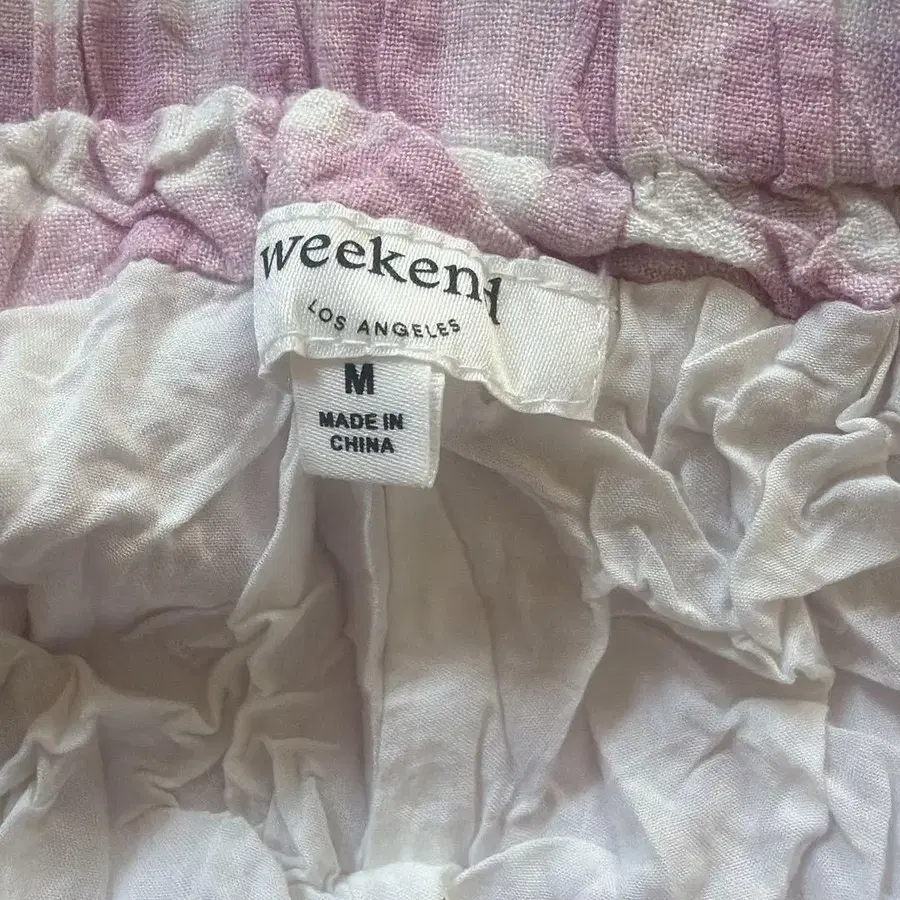 weekend
LOS ANGELES
M
MADE IN
CHINA